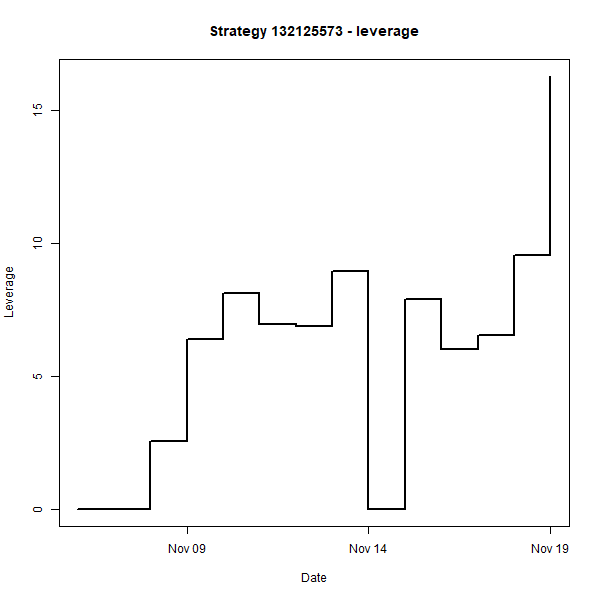 Strategy 132125573 - leverage
15
10
5
0
Leverage
Nov 09 Nov 14 Nov 19
Date